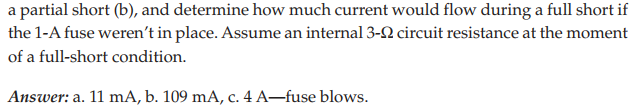 a partial short (b), and determine how much current would flow during a full short if
the 1-A fuse weren’t in place. Assume an internal 3-Ω circuit resistance at the moment
of a full-short condition.
Answer: a. 11 mA, b. 109 mA, c. 4 A—fuse blows.